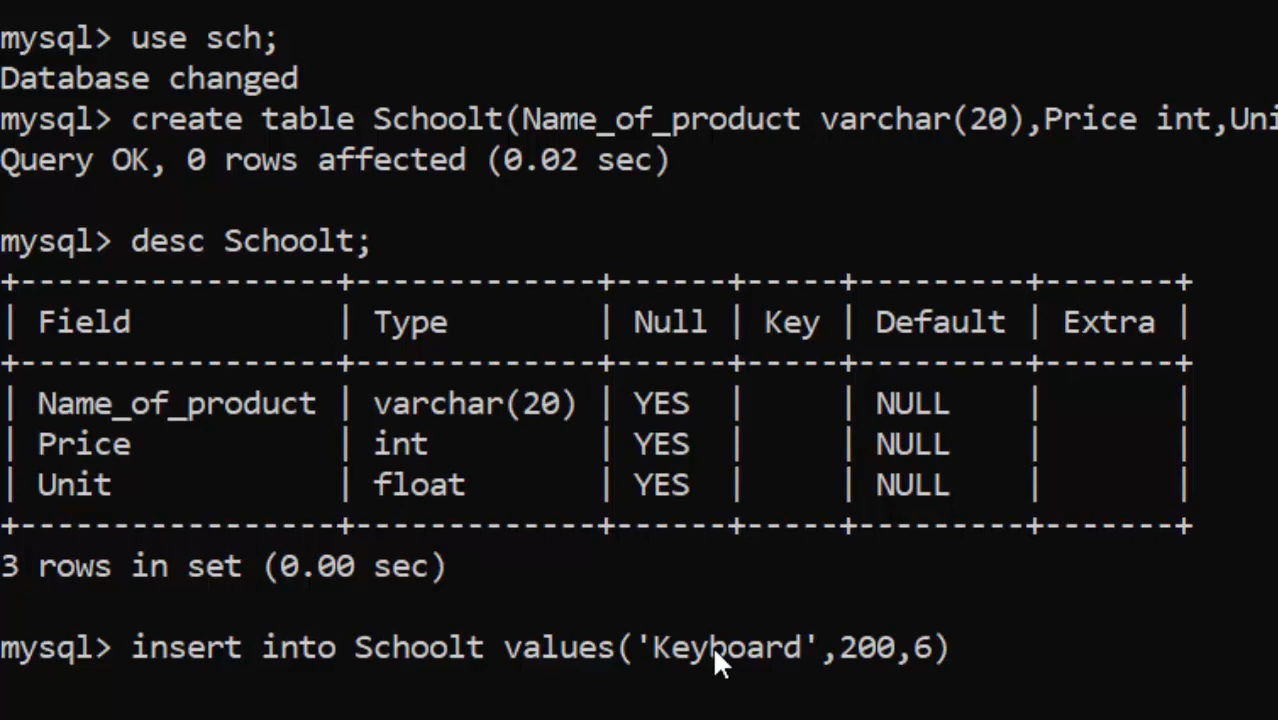 mysql> use sch;
Database changed
mysql> create table Schoolt(Name_of_product varchar(20),Price int,Uni
Query OK, 0 rows affected (0.02 sec)
mysql> desc Schoolt;
+-----------------+-------------+------+-----+---------+-------+
| Field           | Type        | Null | Key | Default | Extra |
+-----------------+-------------+------+-----+---------+-------+
| Name_of_product | varchar(20) | YES  |     | NULL    |       |
| Price           | int         | YES  |     | NULL    |       |
| Unit            | float       | YES  |     | NULL    |       |
+-----------------+-------------+------+-----+---------+-------+
3 rows in set (0.00 sec)
mysql> insert into Schoolt values('Keyboard',200,6)